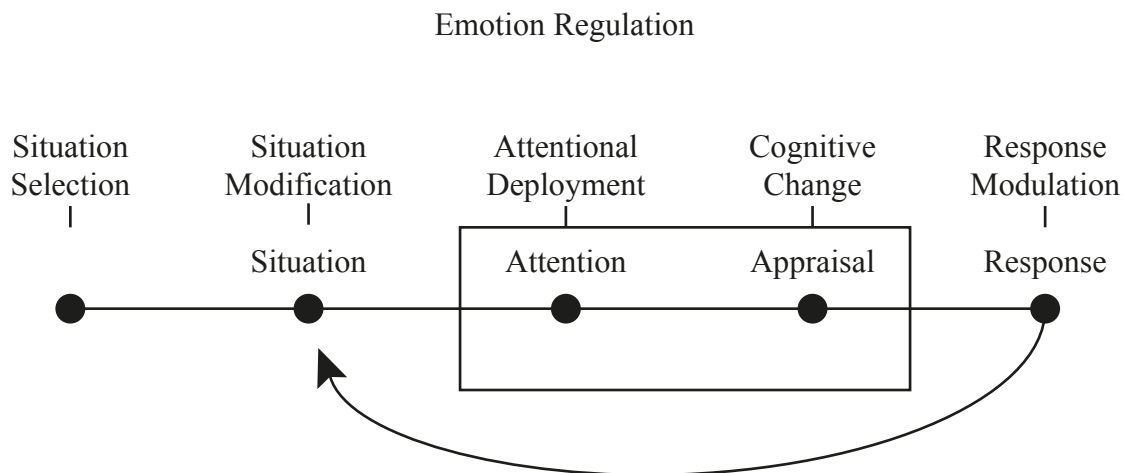 Emotion Regulation
Situation
Selection
Situation
Modification
Attentional
Deployment
Cognitive
Change
Response
Modulation
Situation
Attention
Appraisal
Response